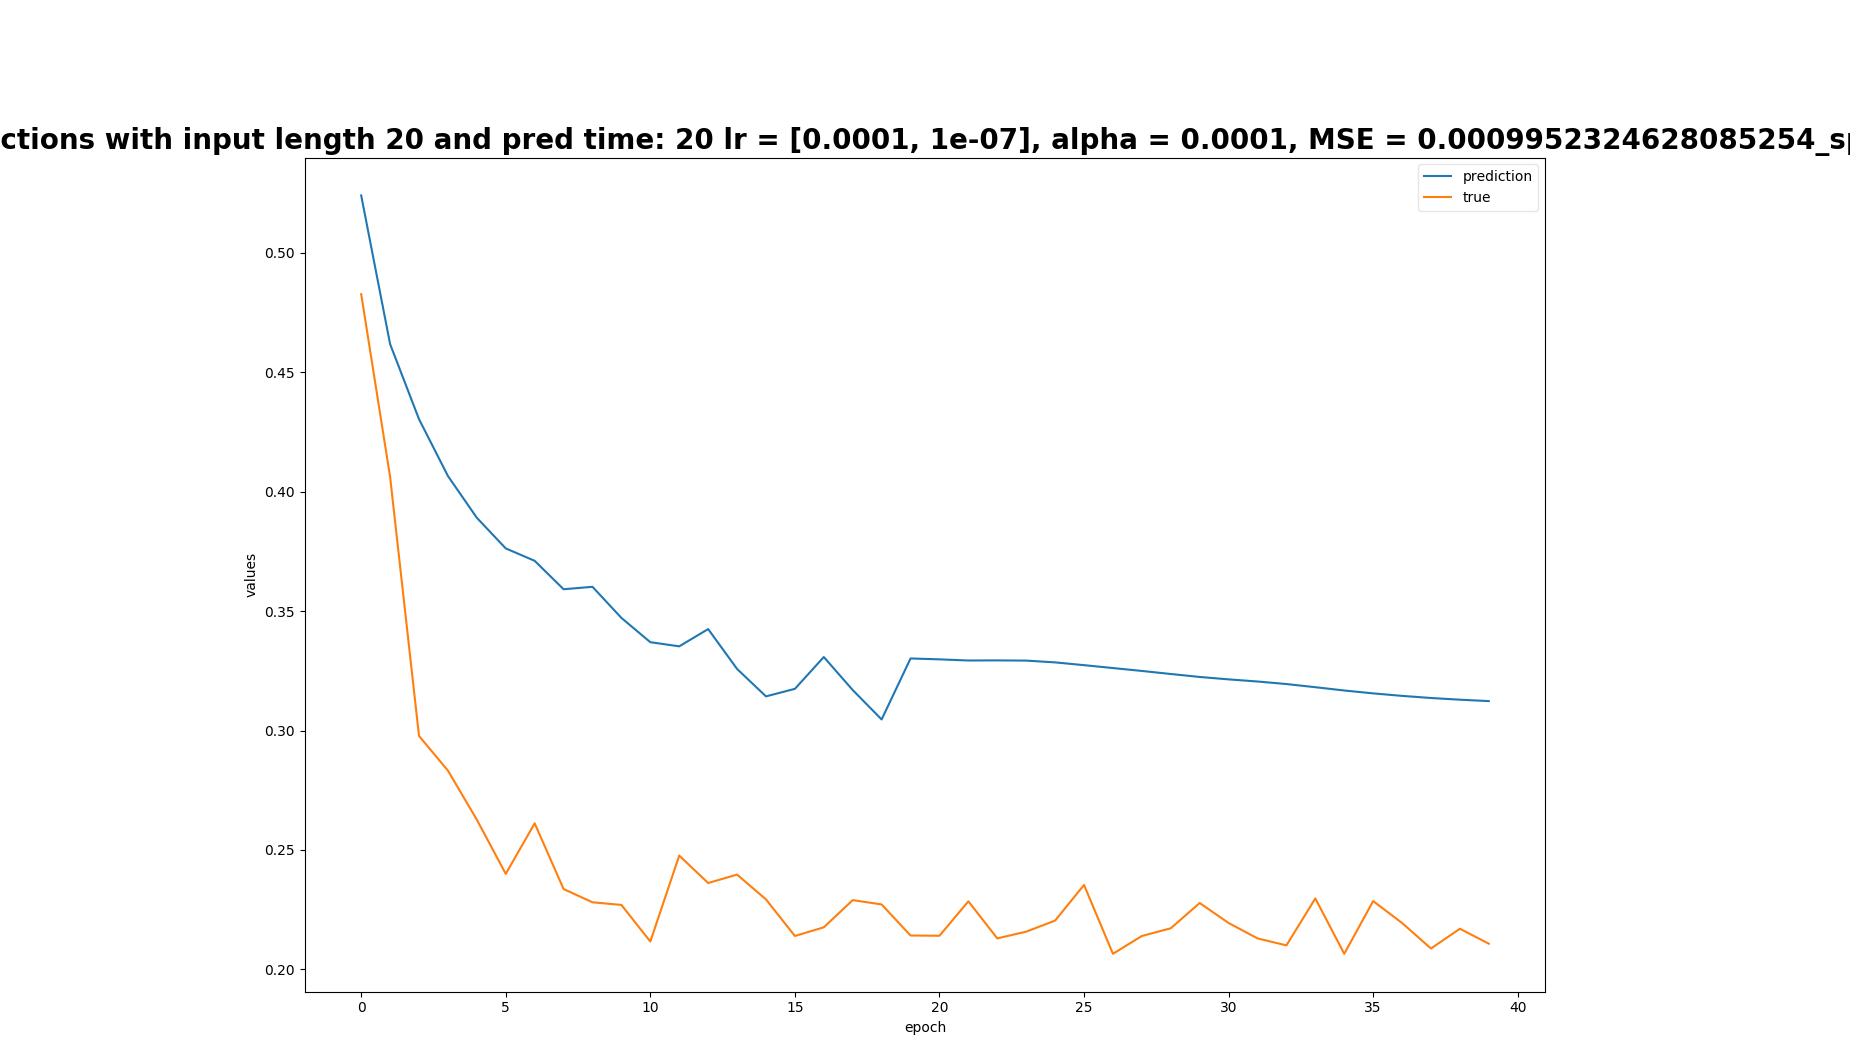 ctions with input length 20 and pred time: 20 lr = [0.0001, 1e-07], alpha = 0.0001, MSE = 0.0009952324628085254_sp
prediction
true
0.50
0.45
0.40
0.35
0.30
0.25
0.20
values
0 5 10 15 20 25 30 35 40
epoch